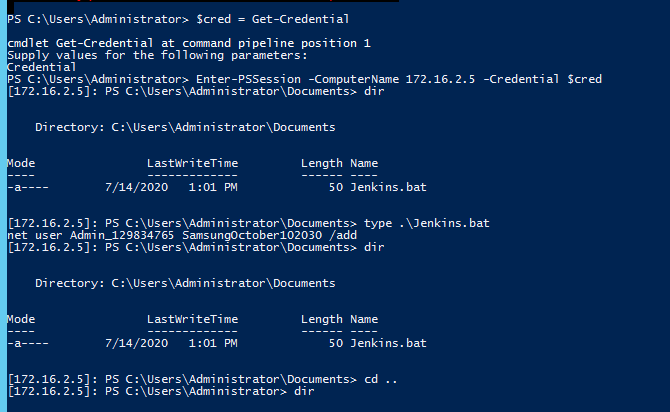 PS C:\Users\Administrator> $cred = Get-Credential
cmdlet Get-Credential at command pipeline position 1
Supply values for the following parameters:
Credential
PS C:\Users\Administrator> Enter-PSSession -ComputerName 172.16.2.5 -Credential $cred
[172.16.2.5]: PS C:\Users\Administrator\Documents> dir
Directory: C:\Users\Administrator\Documents
Mode LastWriteTime Length Name
---- ------------- ------ ----
-a---- 7/14/2020 1:01 PM 50 Jenkins.bat
[172.16.2.5]: PS C:\Users\Administrator\Documents> type .\Jenkins.bat
net user Admin_129834765 SamsungOctober102030 /add
[172.16.2.5]: PS C:\Users\Administrator\Documents> dir
Directory: C:\Users\Administrator\Documents
Mode LastWriteTime Length Name
---- ------------- ------ ----
-a---- 7/14/2020 1:01 PM 50 Jenkins.bat
[172.16.2.5]: PS C:\Users\Administrator\Documents> cd ..
[172.16.2.5]: PS C:\Users\Administrator> dir